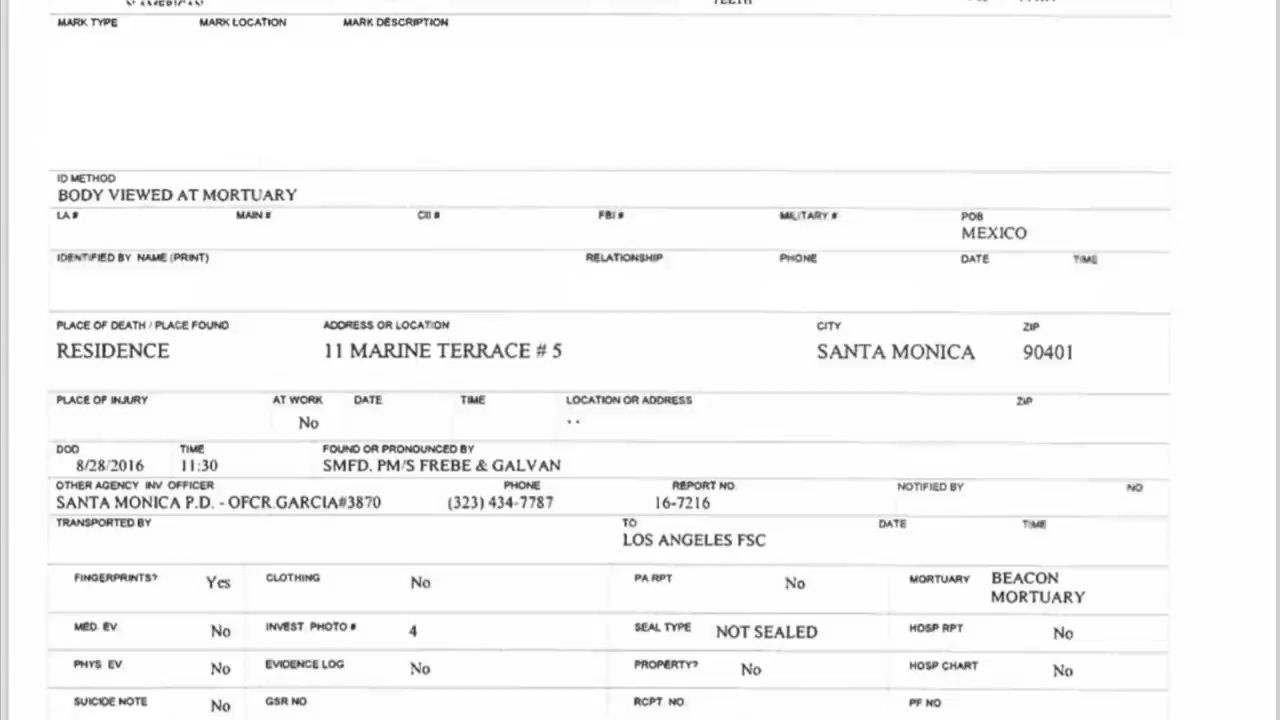 MARK TYPE MARK LOCATION MARK DESCRIPTION
ID METHOD
BODY VIEWED AT MORTUARY
LA # MAIN # CII # FBI # MILITARY # POB
MEXICO
IDENTIFIED BY NAME (PRINT) RELATIONSHIP PHONE DATE TIME
PLACE OF DEATH / PLACE FOUND ADDRESS OR LOCATION CITY ZIP
RESIDENCE 11 MARINE TERRACE # 5 SANTA MONICA 90401
PLACE OF INJURY AT WORK DATE TIME LOCATION OR ADDRESS ZIP
No , ,
DOD TIME FOUND OR PRONOUNCED BY
8/28/2016 11:30 SMFD. PM/S FREBE & GALVAN
OTHER AGENCY INV OFFICER PHONE REPORT NO. NOTIFIED BY NO
SANTA MONICA P.D. - OFCR.GARCIA#3870 (323) 434-7787 16-7216
TRANSPORTED BY TO DATE TIME
LOS ANGELES FSC
FINGERPRINTS? Yes CLOTHING No PA RPT No MORTUARY BEACON
MORTUARY
MED. EV. No INVEST. PHOTO # 4 SEAL TYPE NOT SEALED HOSP RPT No
PHYS EV No EVIDENCE LOG No PROPERTY? No HOSP CHART No
SUICIDE NOTE No GSR NO RCPT. NO. PF NO